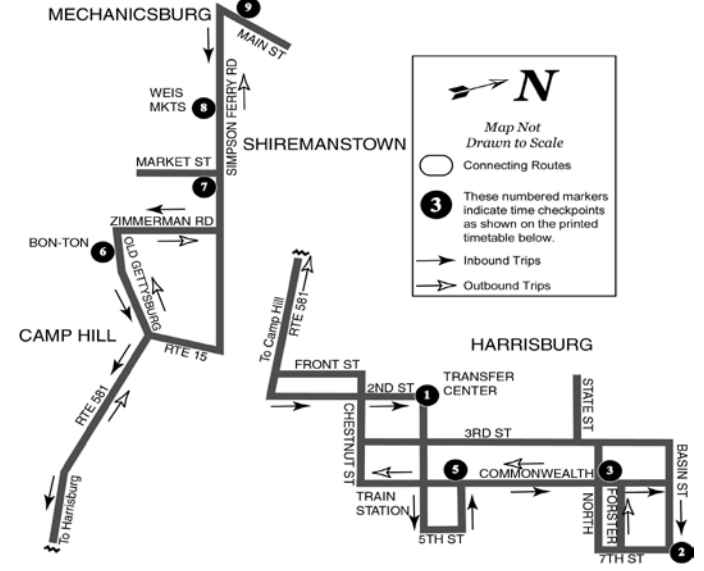 MECHANICSBURG
9
MAIN ST
WEIS
MKTS
8
SIMPSON FERRY RD
SHIREMANSTOWN
MARKET ST
7
ZIMMERMAN RD
BON-TON
6
OLD GETTYSBURG
CAMP HILL
RTE 15
RTE 581
To Harrisburg
N
Map Not
Drawn to Scale
Connecting Routes
3
These numbered markers
indicate time checkpoints
as shown on the printed
timetable below.
Inbound Trips
Outbound Trips
To Camp Hill
RTE 581
HARRISBURG
FRONT ST
2ND ST
1
TRANSFER
CENTER
STATE ST
CHESTNUT ST
3RD ST
BASIN ST
5
COMMONWEALTH
3
TRAIN
STATION
NORTH
FORSTER
5TH ST
7TH ST
2